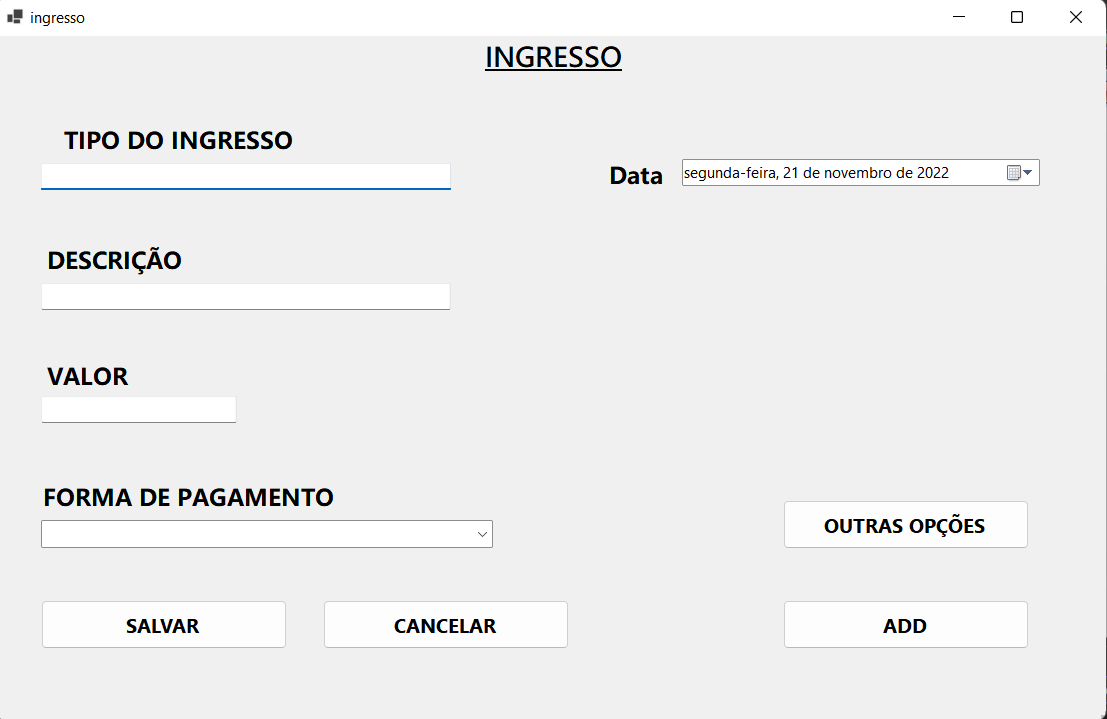 ingresso
INGRESSO
TIPO DO INGRESSO
Data
segunda-feira, 21 de novembro de 2022
DESCRIÇÃO
VALOR
FORMA DE PAGAMENTO
OUTRAS OPÇÕES
SALVAR
CANCELAR
ADD